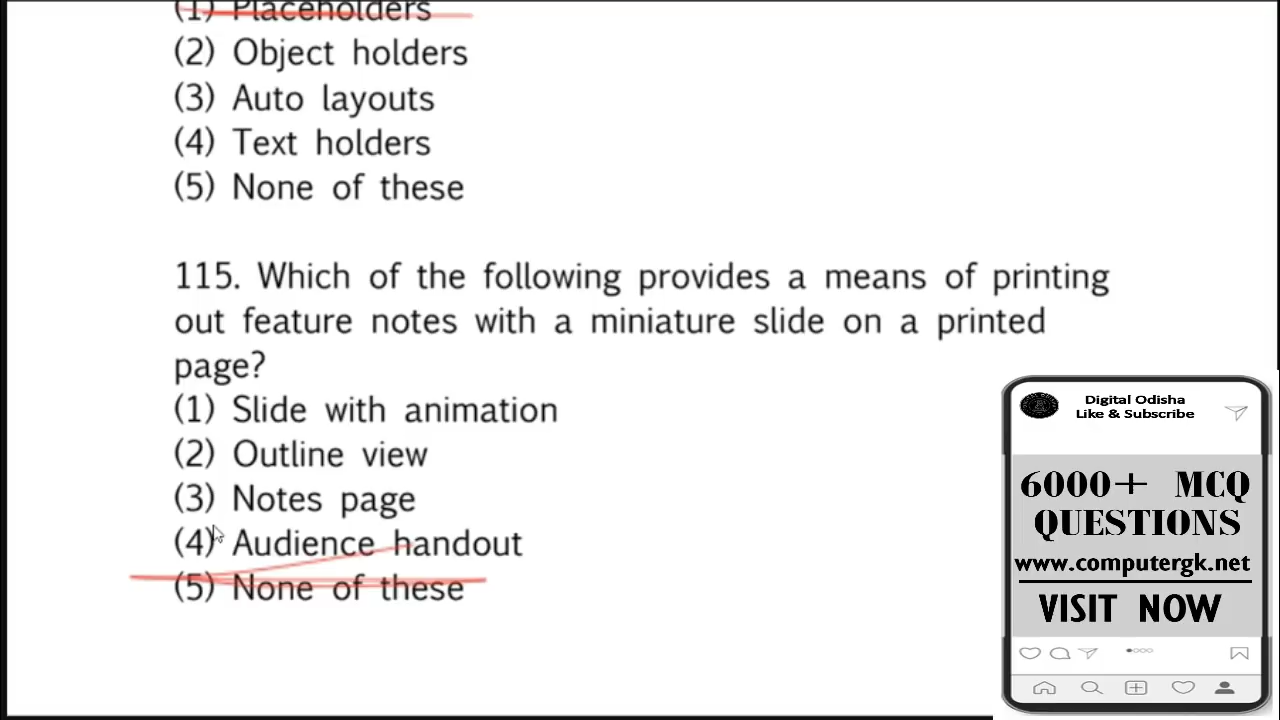 (1) Placeholders
(2) Object holders
(3) Auto layouts
(4) Text holders
(5) None of these
115. Which of the following provides a means of printing
out feature notes with a miniature slide on a printed
page?
(1) Slide with animation
(2) Outline view
(3) Notes page
(4) Audience handout
(5) None of these
Digital Odisha
Like & Subscribe
6000+ MCQ
QUESTIONS
www.computergk.net
VISIT NOW